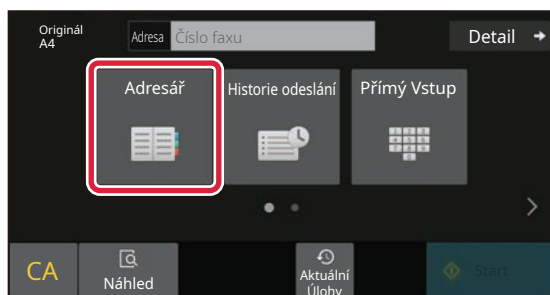 Originál
A4
Adresa
Číslo faxu
Detail
Adresář
Historie odeslání
Přímý Vstup
CA
Náhled
Aktuální
Úlohy
Start